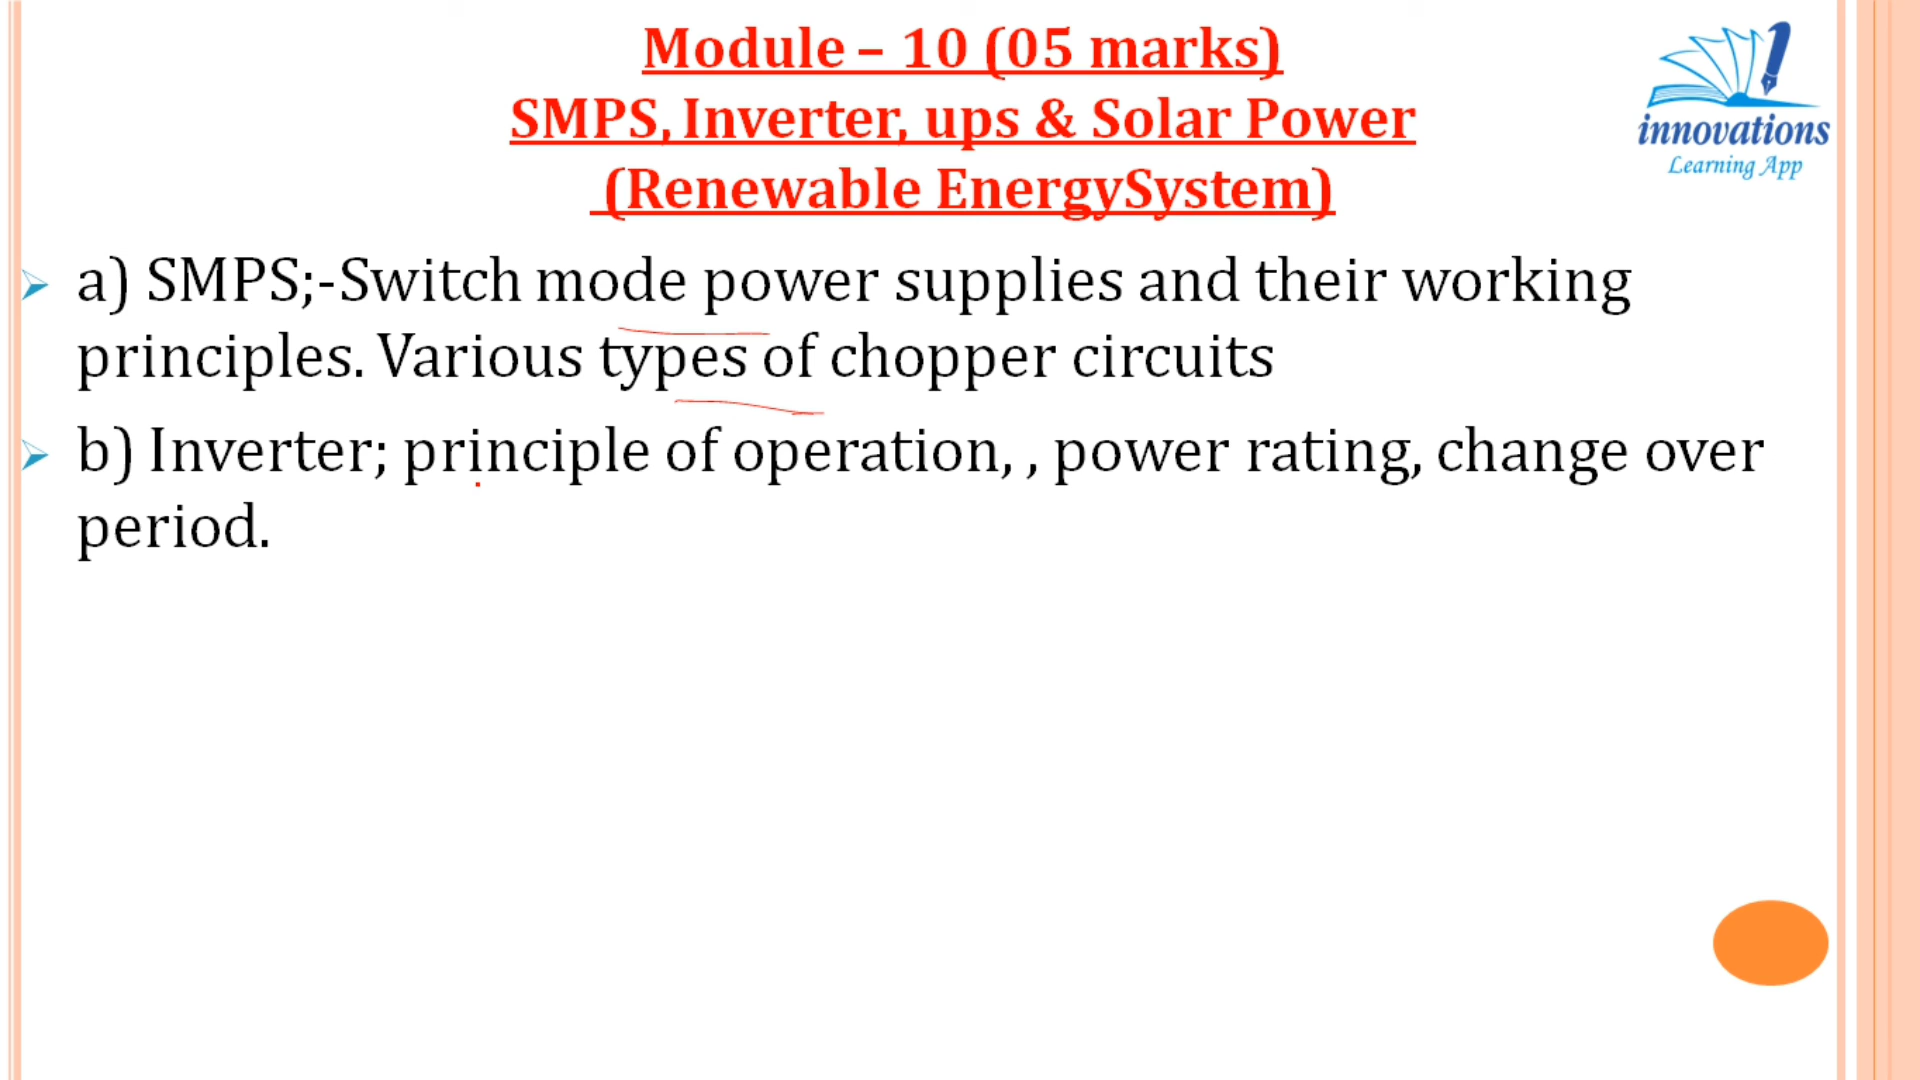 Module – 10 (05 marks)
SMPS, Inverter, ups & Solar Power
(Renewable EnergySystem)
innovations
Learning App
a) SMPS;-Switch mode power supplies and their working
principles. Various types of chopper circuits
b) Inverter; principle of operation, , power rating, change over
period.